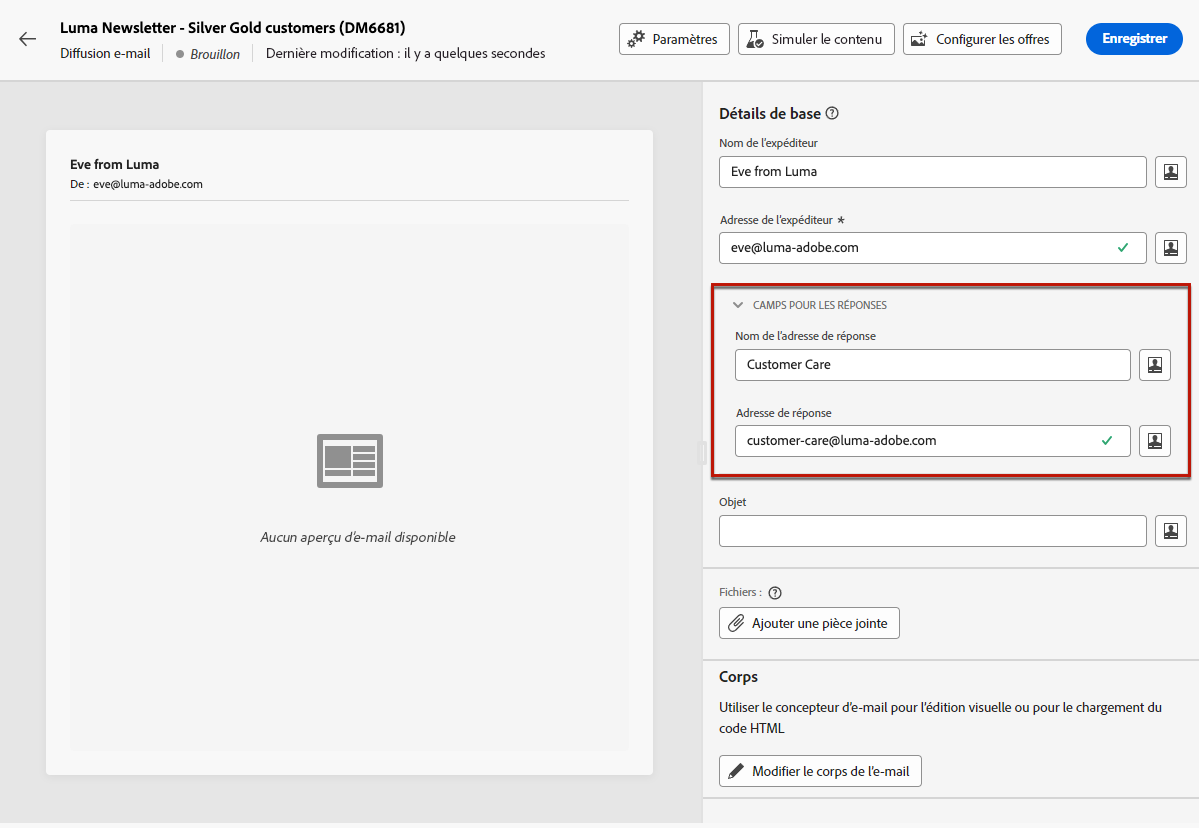 Luma Newsletter - Silver Gold customers (DM6681)
Diffusion e-mail
Brouillon
Dernière modification : il y a quelques secondes
Paramètres
Simuler le contenu
Configurer les offres
Enregistrer
Eve from Luma
De : eve@luma-adobe.com
Aucun aperçu d'e-mail disponible
Détails de base
Nom de l'expéditeur
Eve from Luma
Adresse de l'expéditeur *
eve@luma-adobe.com
CAMPS POUR LES RÉPONSES
Nom de l'adresse de réponse
Customer Care
Adresse de réponse
customer-care@luma-adobe.com
Objet
Fichiers :
Ajouter une pièce jointe
Corps
Utiliser le concepteur d'e-mail pour l'édition visuelle ou pour le chargement du
code HTML
Modifier le corps de l'e-mail